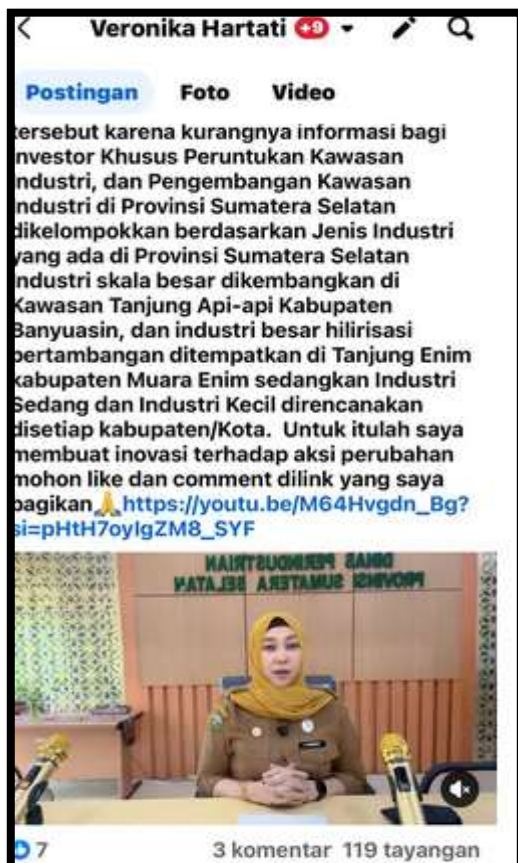 Veronika Hartati +9
Postingan Foto Video
tersebut karena kurangnya informasi bagi
investor Khusus Peruntukan Kawasan
Industri, dan Pengembangan Kawasan
Industri di Provinsi Sumatera Selatan
dikelompokkan berdasarkan Jenis Industri
yang ada di Provinsi Sumatera Selatan
Industri skala besar dikembangkan di
Kawasan Tanjung Api-api Kabupaten
Banyuasin, dan industri besar hilirisasi
pertambangan ditempatkan di Tanjung Enim
kabupaten Muara Enim sedangkan Industri
Sedang dan Industri Kecil direncanakan
disetiap kabupaten/Kota. Untuk itulah saya
membuat inovasi terhadap aksi perubahan
mohon like dan comment dilink yang saya
bagikan🙏https://youtu.be/M64Hvgdn_Bg?
si=pHtH7oyIgZM8_SYF
DINAS PERINDUSTRIAN
PROVINSI SUMATERA SELATAN
7 3 komentar 119 tayangan